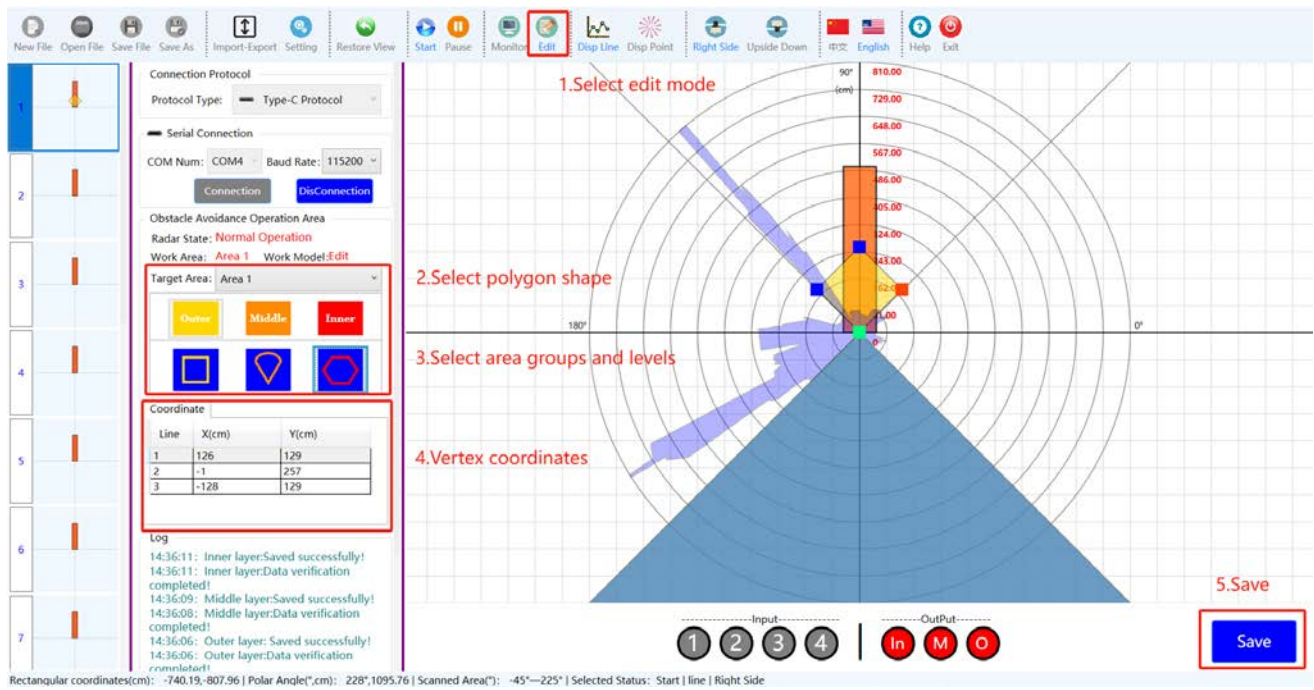 New File Open File Save File Save As Import-Export Setting Restore View Start Pause Monitor Edit Disp Line Disp Point Right Side Upside Down 中文 English Help Exit
1
2
3
4
5
6
7
Connection Protocol
Protocol Type: Type-C Protocol
Serial Connection
COM Num: COM4 Baud Rate: 115200
Connection DisConnection
Obstacle Avoidance Operation Area
Radar State: Normal Operation
Work Area: Area 1 Work Model:Edit
Target Area: Area 1
Outer Middle Inner
Coordinate
Line X(cm) Y(cm)
1 126 129
2 -1 257
3 -128 129
Log
14:36:11: Inner layer:Saved successfully!
14:36:11: Inner layer:Data verification
completed!
14:36:09: Middle layer:Saved successfully!
14:36:08: Middle layer:Data verification
completed!
14:36:06: Outer layer: Saved successfully!
14:36:06: Outer layer:Data verification
completed!
1.Select edit mode
2.Select polygon shape
3.Select area groups and levels
4.Vertex coordinates
5.Save
90°
(cm)
810.00
729.00
648.00
567.00
486.00
405.00
324.00
243.00
0
180°
0°
Input
1 2 3 4
OutPut
In M O
Save
Rectangular coordinates(cm): -740.19,-807.96 | Polar Angle(°,cm): 228°,1095.76 | Scanned Area(°): -45°—225° | Selected Status: Start | line | Right Side